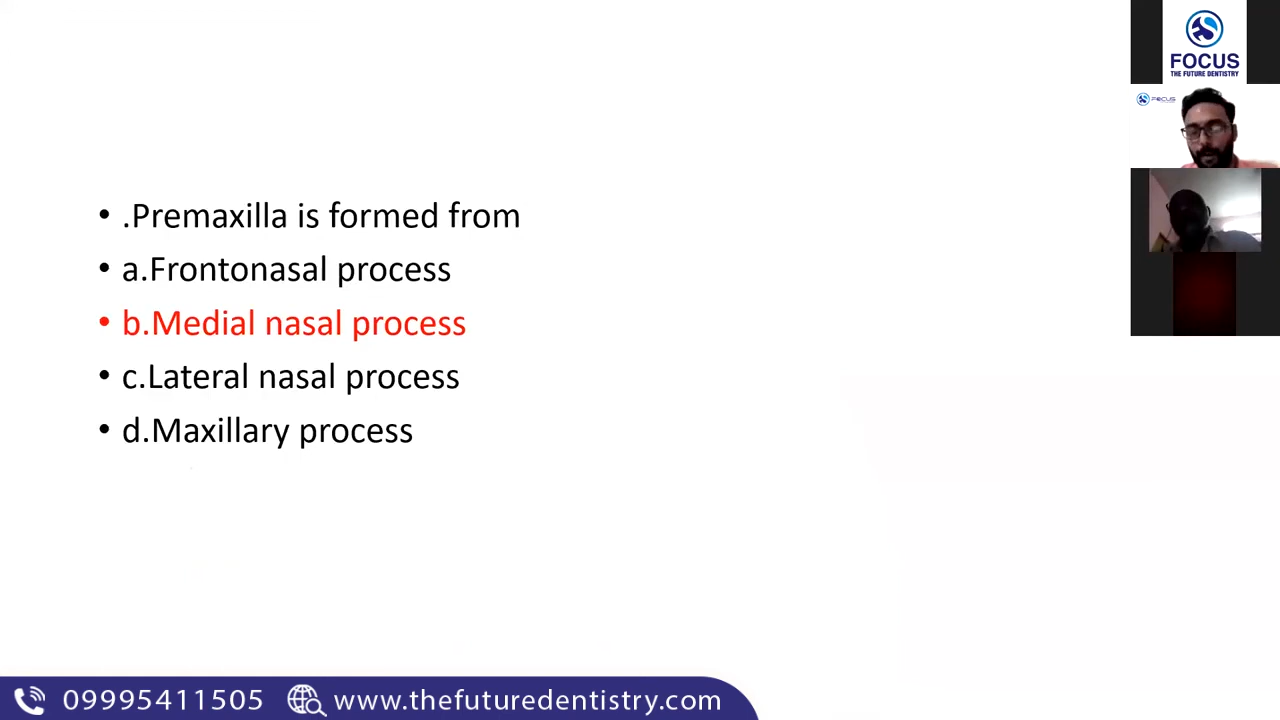 FOCUS
THE FUTURE DENTISTRY
FOCUS
• .Premaxilla is formed from
• a.Frontonasal process
• b.Medial nasal process
• c.Lateral nasal process
• d.Maxillary process
09995411505 www.thefuturedentistry.com